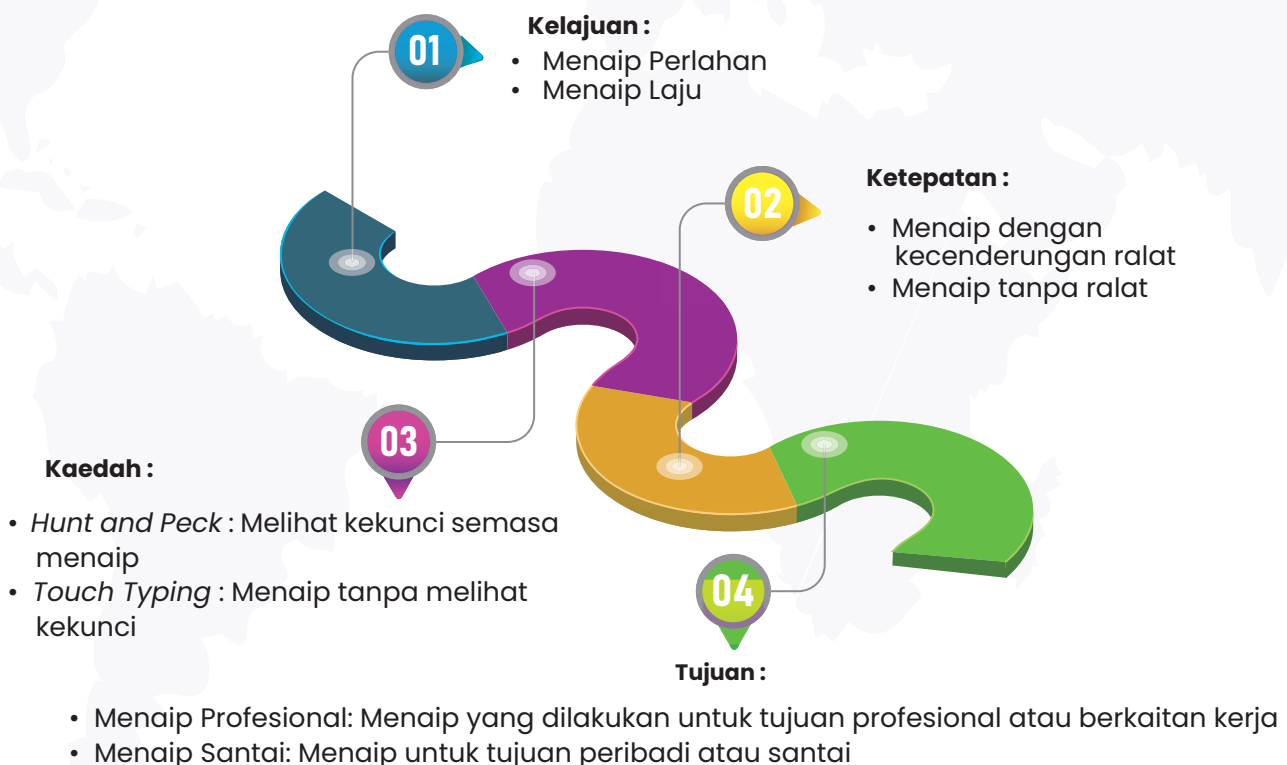 01
Kelajuan :
• Menaip Perlahan
• Menaip Laju
02
Ketepatan :
• Menaip dengan
kecenderungan ralat
• Menaip tanpa ralat
03
Kaedah :
• Hunt and Peck : Melihat kekunci semasa
menaip
• Touch Typing : Menaip tanpa melihat
kekunci
04
Tujuan :
• Menaip Profesional: Menaip yang dilakukan untuk tujuan profesional atau berkaitan kerja
• Menaip Santai: Menaip untuk tujuan peribadi atau santai